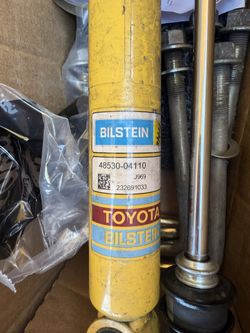 BILSTEIN
48530-04110
J969
232691033
TOYOTA
BILSTEIN